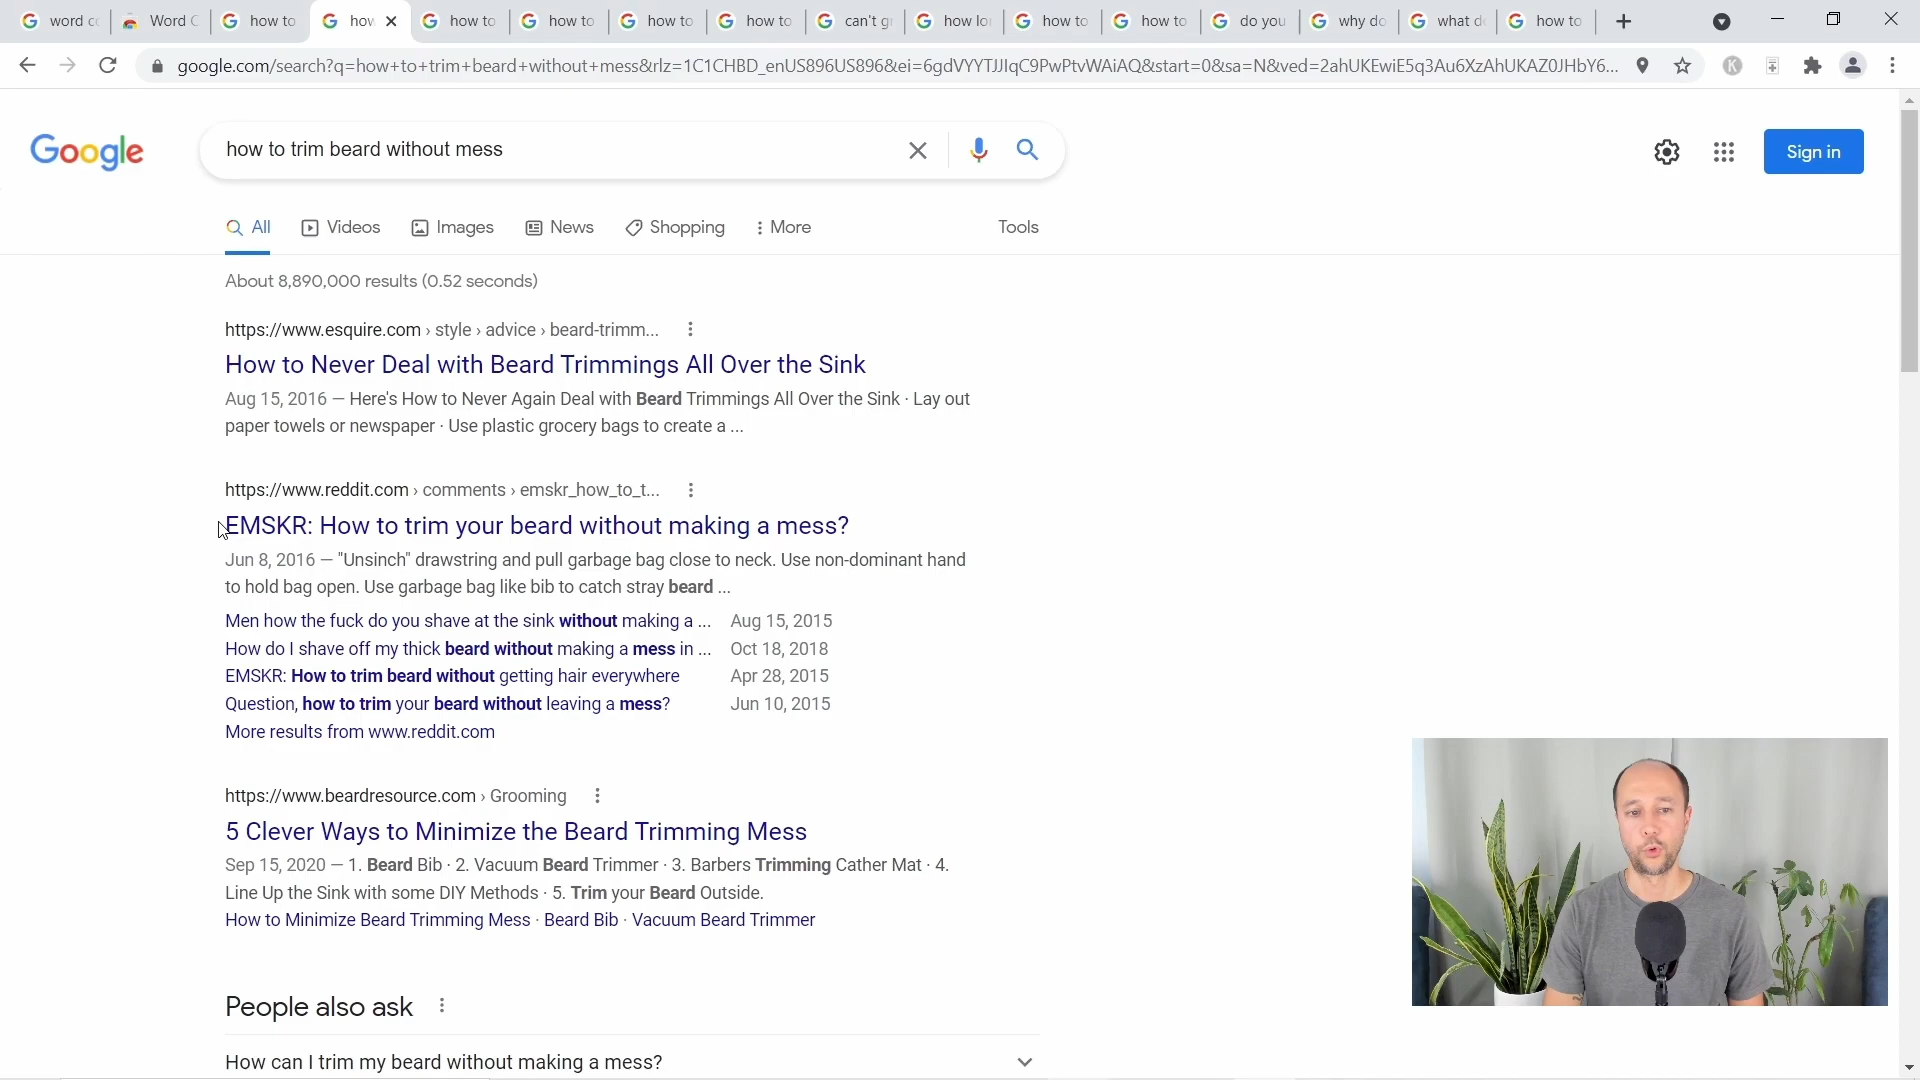 word c
Word C
how to
how
how to
how to
how to
how to
can't g
how lo
how to
how to
do you
why do
what d
how to
google.com/search?q=how+to+trim+beard+without+mess&rlz=1C1CHBD_enUS896US896&ei=6gdVYYTJJIqC9PwPtvWAiAQ&start=0&sa=N&ved=2ahUKEwiE5q3Au6XzAhUKAZ0JHbY6...
Google
how to trim beard without mess
Sign in
All
Videos
Images
News
Shopping
More
Tools
About 8,890,000 results (0.52 seconds)
https://www.esquire.com › style › advice › beard-trimm...
How to Never Deal with Beard Trimmings All Over the Sink
Aug 15, 2016 — Here's How to Never Again Deal with Beard Trimmings All Over the Sink · Lay out
paper towels or newspaper · Use plastic grocery bags to create a ...
https://www.reddit.com › comments › emskr_how_to_t...
EMSKR: How to trim your beard without making a mess?
Jun 8, 2016 — "Unsinch" drawstring and pull garbage bag close to neck. Use non-dominant hand
to hold bag open. Use garbage bag like bib to catch stray beard ...
Men how the fuck do you shave at the sink without making a ... Aug 15, 2015
How do I shave off my thick beard without making a mess in ... Oct 18, 2018
EMSKR: How to trim beard without getting hair everywhere Apr 28, 2015
Question, how to trim your beard without leaving a mess? Jun 10, 2015
More results from www.reddit.com
https://www.beardresource.com › Grooming
5 Clever Ways to Minimize the Beard Trimming Mess
Sep 15, 2020 — 1. Beard Bib · 2. Vacuum Beard Trimmer · 3. Barbers Trimming Cather Mat · 4.
Line Up the Sink with some DIY Methods · 5. Trim your Beard Outside.
How to Minimize Beard Trimming Mess · Beard Bib · Vacuum Beard Trimmer
People also ask
How can I trim my beard without making a mess?